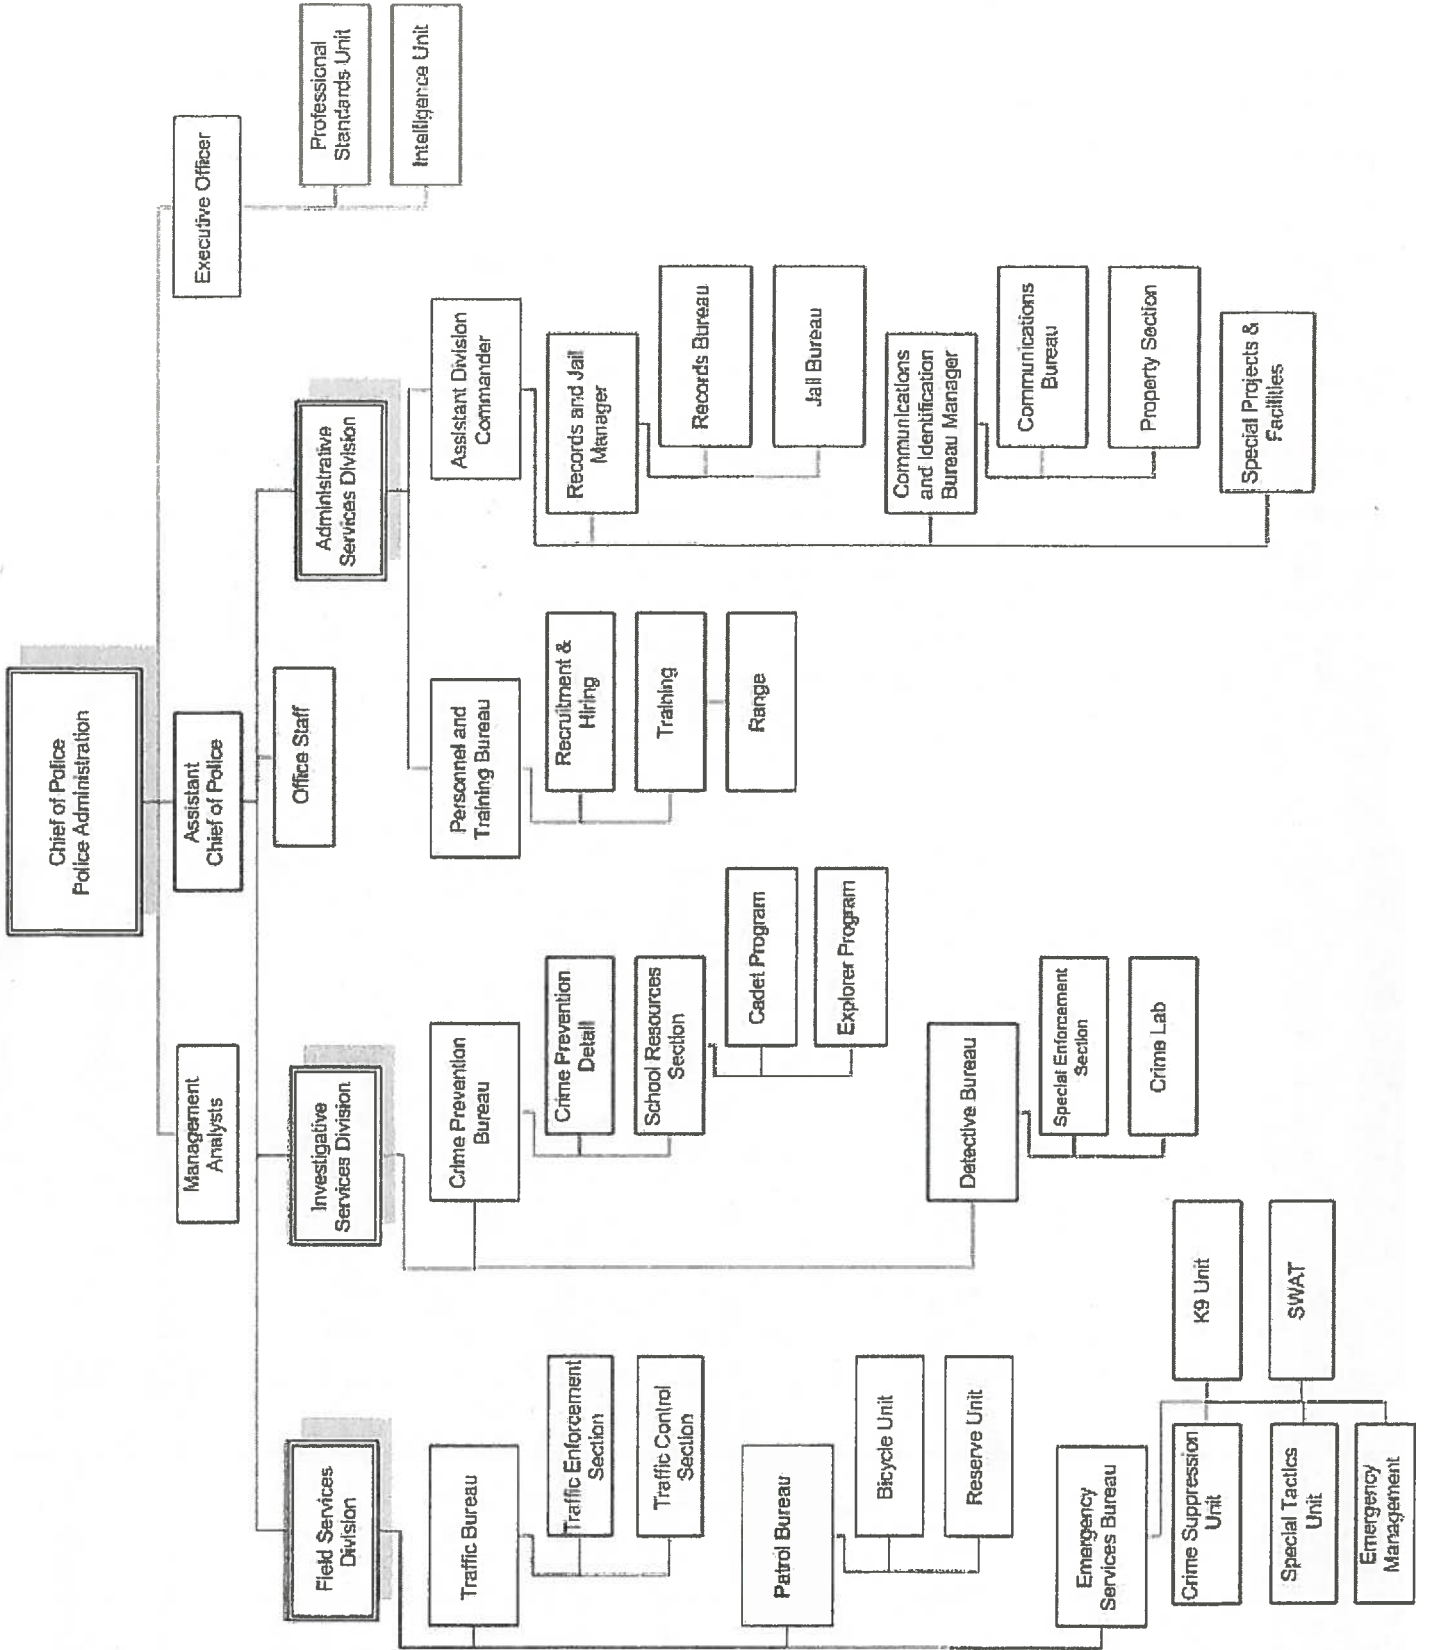 Chief of Police
Police Administration
Management
Analysts
Assistant
Chief of Police
Executive Officer
Professional
Standards Unit
Intelligence Unit
Office Staff
Field Services
Division
Investigative
Services Division
Administrative
Services Division
Traffic Bureau
Traffic Enforcement
Section
Traffic Control
Section
Patrol Bureau
Bicycle Unit
Reserve Unit
Emergency
Services Bureau
Crime Suppression
Unit
K9 Unit
Special Tactics
Unit
SWAT
Emergency
Management
Crime Prevention
Bureau
Crime Prevention
Detail
School Resources
Section
Cadet Program
Explorer Program
Detective Bureau
Special Enforcement
Section
Crime Lab
Personnel and
Training Bureau
Recruitment &
Hiring
Training
Range
Assistant Division
Commander
Records and Jail
Manager
Records Bureau
Jail Bureau
Communications
and Identification
Bureau Manager
Communications
Bureau
Property Section
Special Projects &
Facilities